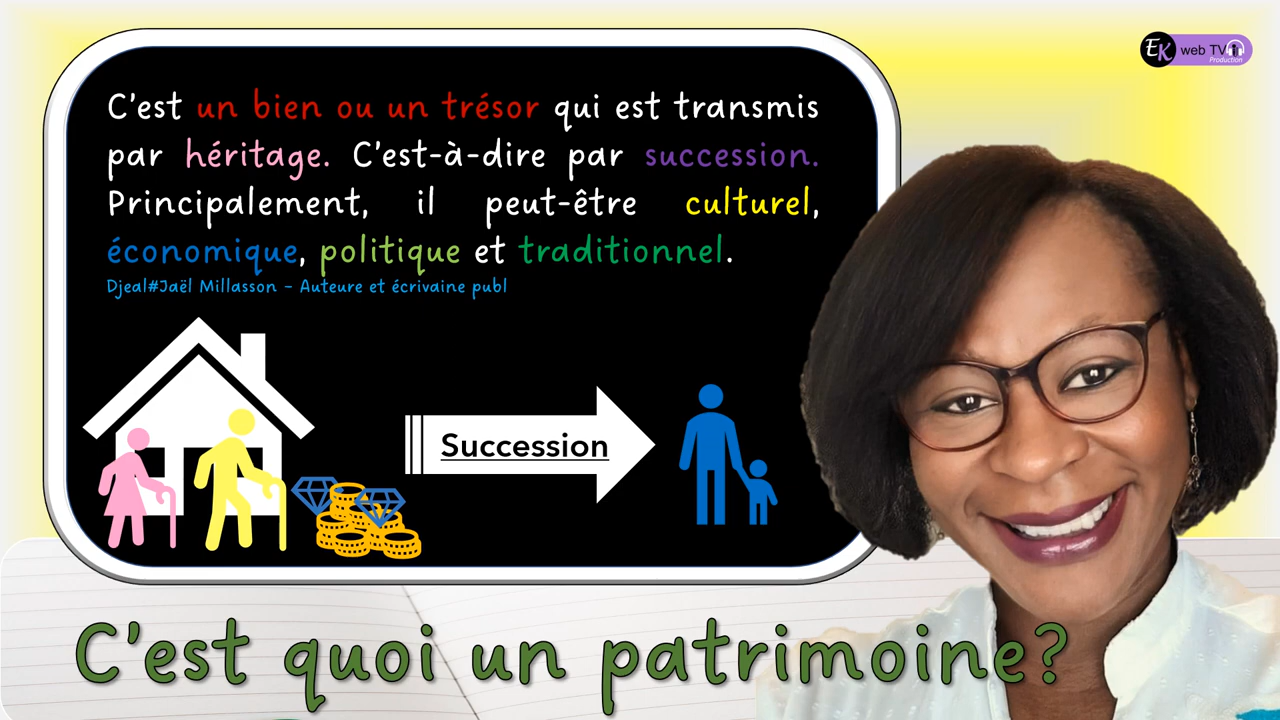 EK web TV
Production
C'est un bien ou un trésor qui est transmis
par héritage. C'est-à-dire par succession.
Principalement, il peut-être culturel,
économique, politique et traditionnel.
Djeal#Jaël Millasson - Auteure et écrivaine publ
Succession
C'est quoi un patrimoine?